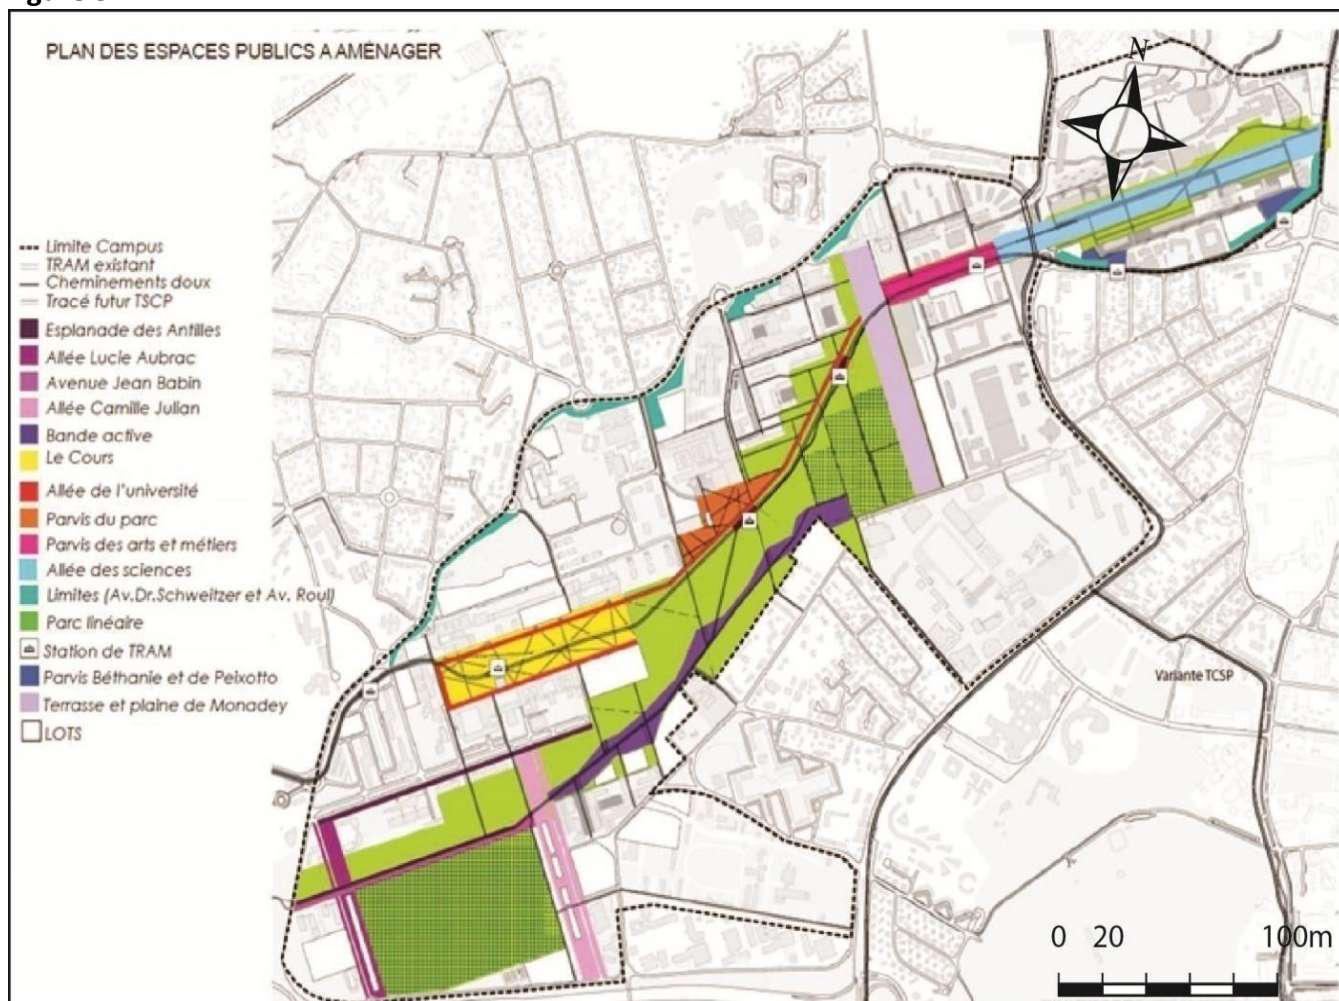 PLAN DES ESPACES PUBLICS A AMÉNAGER
N
Limite Campus
TRAM existant
Cheminements doux
Tracé futur TSCP
Esplanade des Antilles
Allée Lucie Aubrac
Avenue Jean Babin
Allée Camille Julian
Bande active
Le Cours
Allée de l'université
Parvis du parc
Parvis des arts et métiers
Allée des sciences
Limites (Av.Dr.Schweitzer et Av. Roul)
Parc linéaire
Station de TRAM
Parvis Béthanie et de Peixotto
Terrasse et plaine de Monadey
LOTS
Variante TCSP
0 20 100m